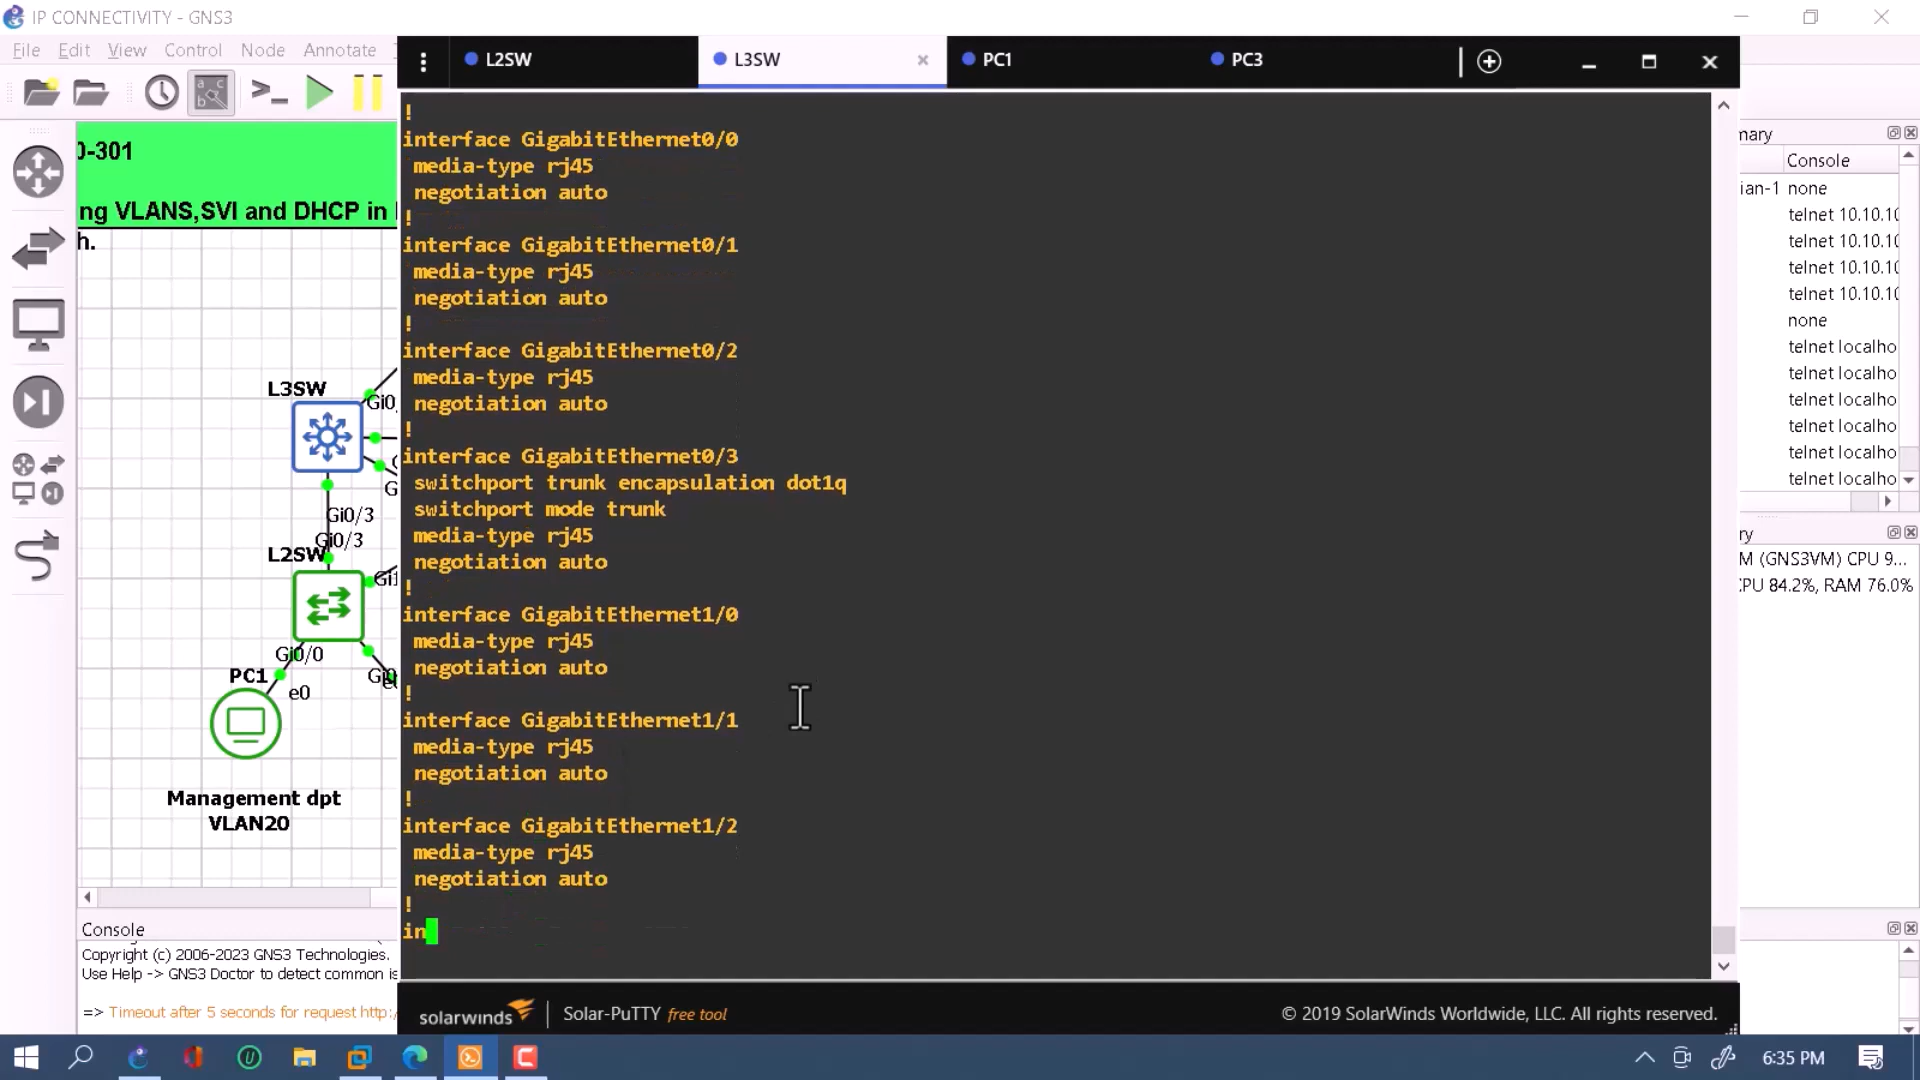 IP CONNECTIVITY - GNS3
File Edit View Control Node Annotate
L2SW
L3SW
PC1
PC3
0-301
ng VLANS,SVI and DHCP in
h.
L3SW
Gi0/3
Gi0/3
L2SW
Gi0/0
PC1
e0
Management dpt
VLAN20
Console
Copyright (c) 2006-2023 GNS3 Technologies.
Use Help -> GNS3 Doctor to detect common is
=> Timeout after 5 seconds for request http:
!
interface GigabitEthernet0/0
media-type rj45
negotiation auto
!
interface GigabitEthernet0/1
media-type rj45
negotiation auto
!
interface GigabitEthernet0/2
media-type rj45
negotiation auto
!
interface GigabitEthernet0/3
switchport trunk encapsulation dot1q
switchport mode trunk
media-type rj45
negotiation auto
!
interface GigabitEthernet1/0
media-type rj45
negotiation auto
!
interface GigabitEthernet1/1
media-type rj45
negotiation auto
!
interface GigabitEthernet1/2
media-type rj45
negotiation auto
!
in
solarwinds | Solar-PuTTY free tool
© 2019 SolarWinds Worldwide, LLC. All rights reserved.
mary
Console
ian-1 none
telnet 10.10.10
telnet 10.10.10
telnet 10.10.10
telnet 10.10.10
none
telnet localho
telnet localho
telnet localho
telnet localho
telnet localho
telnet localho
ry
M (GNS3VM) CPU 9...
CPU 84.2%, RAM 76.0%
6:35 PM